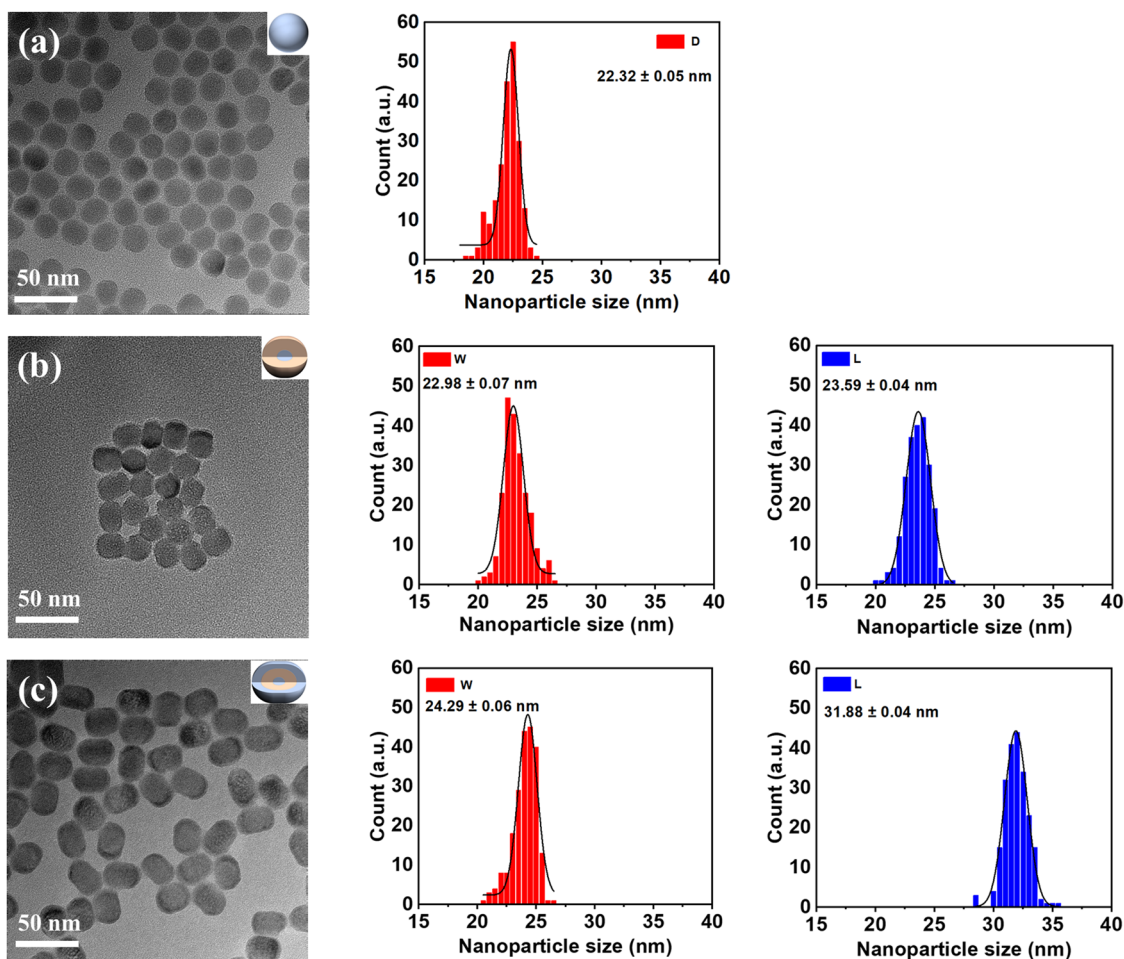 (a)
50 nm
60
50
40
30
20
10
0
Count (a.u.)
D
22.32 ± 0.05 nm
15 20 25 30 35 40
Nanoparticle size (nm)
(b)
50 nm
60
50
40
30
20
10
0
Count (a.u.)
W
22.98 ± 0.07 nm
15 20 25 30 35 40
Nanoparticle size (nm)
60
50
40
30
20
10
0
Count (a.u.)
L
23.59 ± 0.04 nm
15 20 25 30 35 40
Nanoparticle size (nm)
(c)
50 nm
60
50
40
30
20
10
0
Count (a.u.)
W
24.29 ± 0.06 nm
15 20 25 30 35 40
Nanoparticle size (nm)
60
50
40
30
20
10
0
Count (a.u.)
L
31.88 ± 0.04 nm
15 20 25 30 35 40
Nanoparticle size (nm)